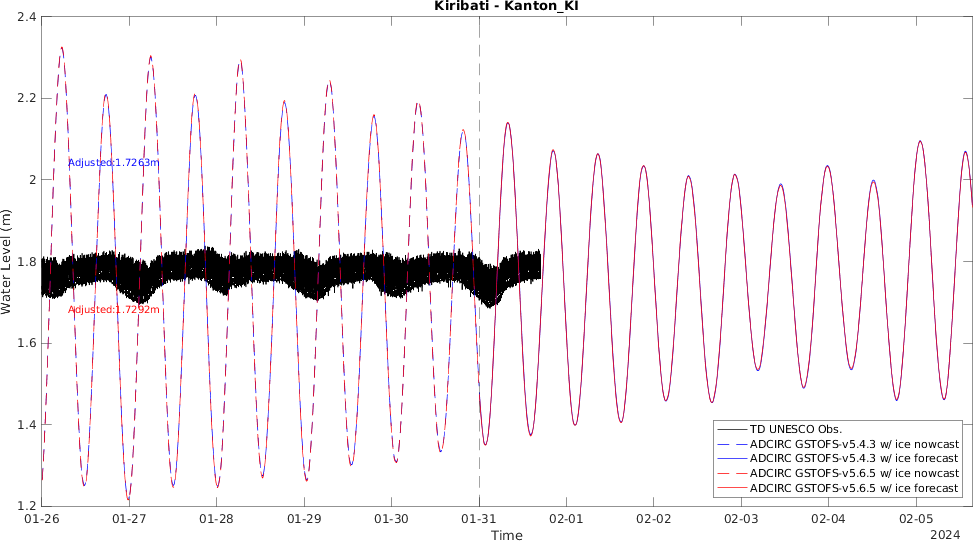 Kiribati - Kanton_KI
2.4
2.2
2
1.8
1.6
1.4
1.2
Water Level (m)
Adjusted:1.7263m
Adjusted:1.7292m
TD UNESCO Obs.
ADCIRC GSTOFS-v5.4.3 w/ ice nowcast
ADCIRC GSTOFS-v5.4.3 w/ ice forecast
ADCIRC GSTOFS-v5.6.5 w/ ice nowcast
ADCIRC GSTOFS-v5.6.5 w/ ice forecast
01-26 01-27 01-28 01-29 01-30 01-31 02-01 02-02 02-03 02-04 02-05
Time
2024